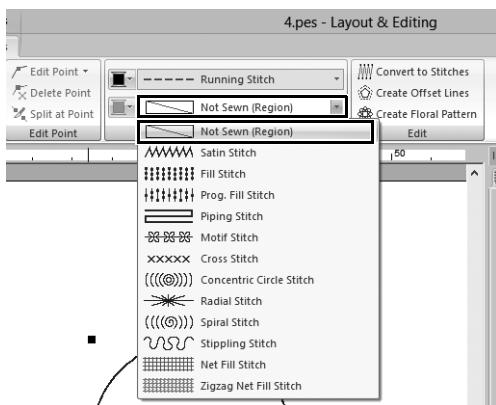 4.pes - Layout & Editing
Edit Point
Delete Point
Split at Point
Edit Point
Running Stitch
Not Sewn (Region)
Convert to Stitches
Create Offset Lines
Create Floral Pattern
Edit
Not Sewn (Region)
Satin Stitch
Fill Stitch
Prog. Fill Stitch
Piping Stitch
Motif Stitch
Cross Stitch
Concentric Circle Stitch
Radial Stitch
Spiral Stitch
Stippling Stitch
Net Fill Stitch
Zigzag Net Fill Stitch
50